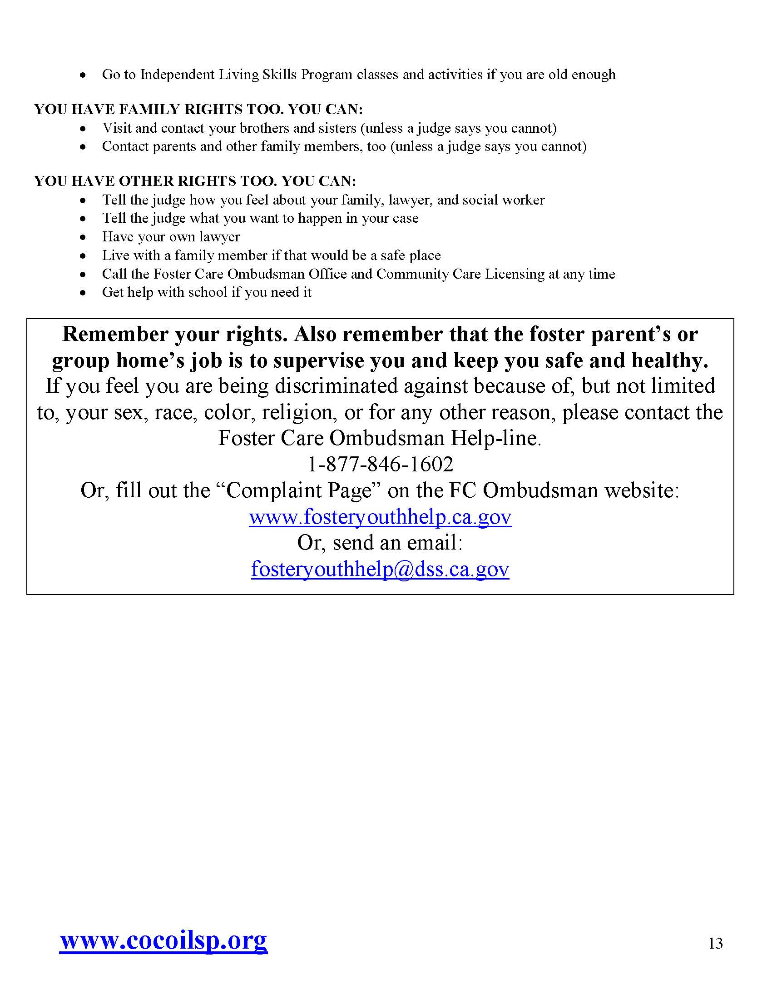 • Go to Independent Living Skills Program classes and activities if you are old enough
YOU HAVE FAMILY RIGHTS TOO. YOU CAN:
• Visit and contact your brothers and sisters (unless a judge says you cannot)
• Contact parents and other family members, too (unless a judge says you cannot)
YOU HAVE OTHER RIGHTS TOO. YOU CAN:
• Tell the judge how you feel about your family, lawyer, and social worker
• Tell the judge what you want to happen in your case
• Have your own lawyer
• Live with a family member if that would be a safe place
• Call the Foster Care Ombudsman Office and Community Care Licensing at any time
• Get help with school if you need it
Remember your rights. Also remember that the foster parent’s or
group home’s job is to supervise you and keep you safe and healthy.
If you feel you are being discriminated against because of, but not limited
to, your sex, race, color, religion, or for any other reason, please contact the
Foster Care Ombudsman Help-line.
1-877-846-1602
Or, fill out the “Complaint Page” on the FC Ombudsman website:
www.fosteryouthhelp.ca.gov
Or, send an email:
fosteryouthhelp@dss.ca.gov
www.cocoilsp.org 13